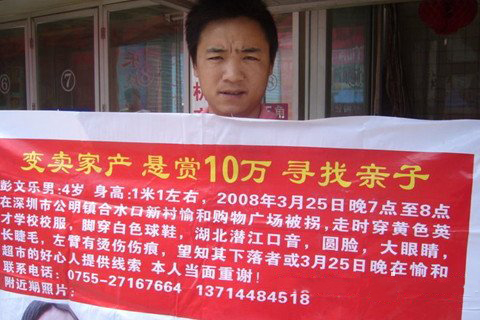 变卖家产 悬赏10万 寻找亲子
彭文乐男:4岁 身高:1米1左右，2008年3月25日晚7点至8点
在深圳市公明镇合水口新村愉和购物广场被拐，走时穿黄色英
才学校校服，脚穿白色球鞋，湖北潜江口音，圆脸，大眼睛，
长睫毛，左臂有烫伤伤痕，望知其下落者或3月25日晚在愉和
超市的好心人提供线索 本人当面重谢!
联系电话: 0755-27167664 13714484518
附近期照片:
⑦